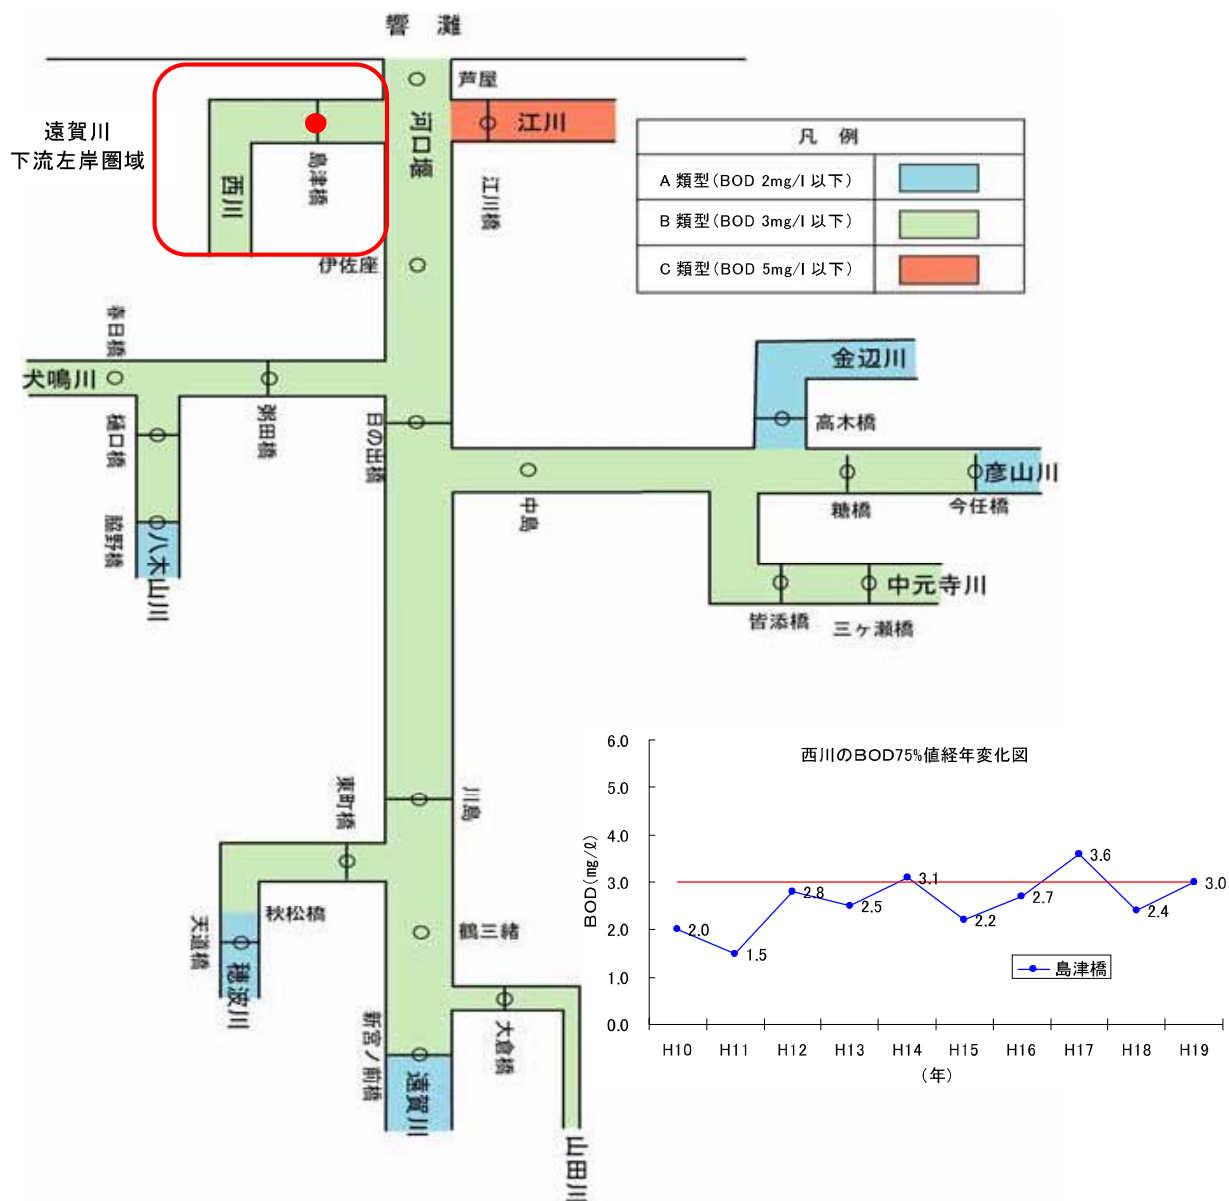 響 灘
芦屋
遠賀川
下流左岸圏域
河口堰
江川
島津橋
西川
江川橋
伊佐座
凡 例
A 類型(BOD 2mg/l 以下)
B 類型(BOD 3mg/l 以下)
C 類型(BOD 5mg/l 以下)
春日橋
犬鳴川
粥田橋
樋口橋
日の出橋
金辺川
高木橋
彦山川
中島
糒橋
今任橋
脇野橋
八木山川
中元寺川
皆添橋
三ヶ瀬橋
東町橋
川島
秋松橋
天道橋
穂波川
鶴三緒
新宮ノ前橋
大倉橋
遠賀川
山田川
西川のBOD75%値経年変化図
BOD(mg/ℓ)
6.0
5.0
4.0
3.0
2.0
1.0
0.0
2.0
1.5
2.8
2.5
3.1
2.2
2.7
3.6
2.4
3.0
島津橋
H10 H11 H12 H13 H14 H15 H16 H17 H18 H19
(年)